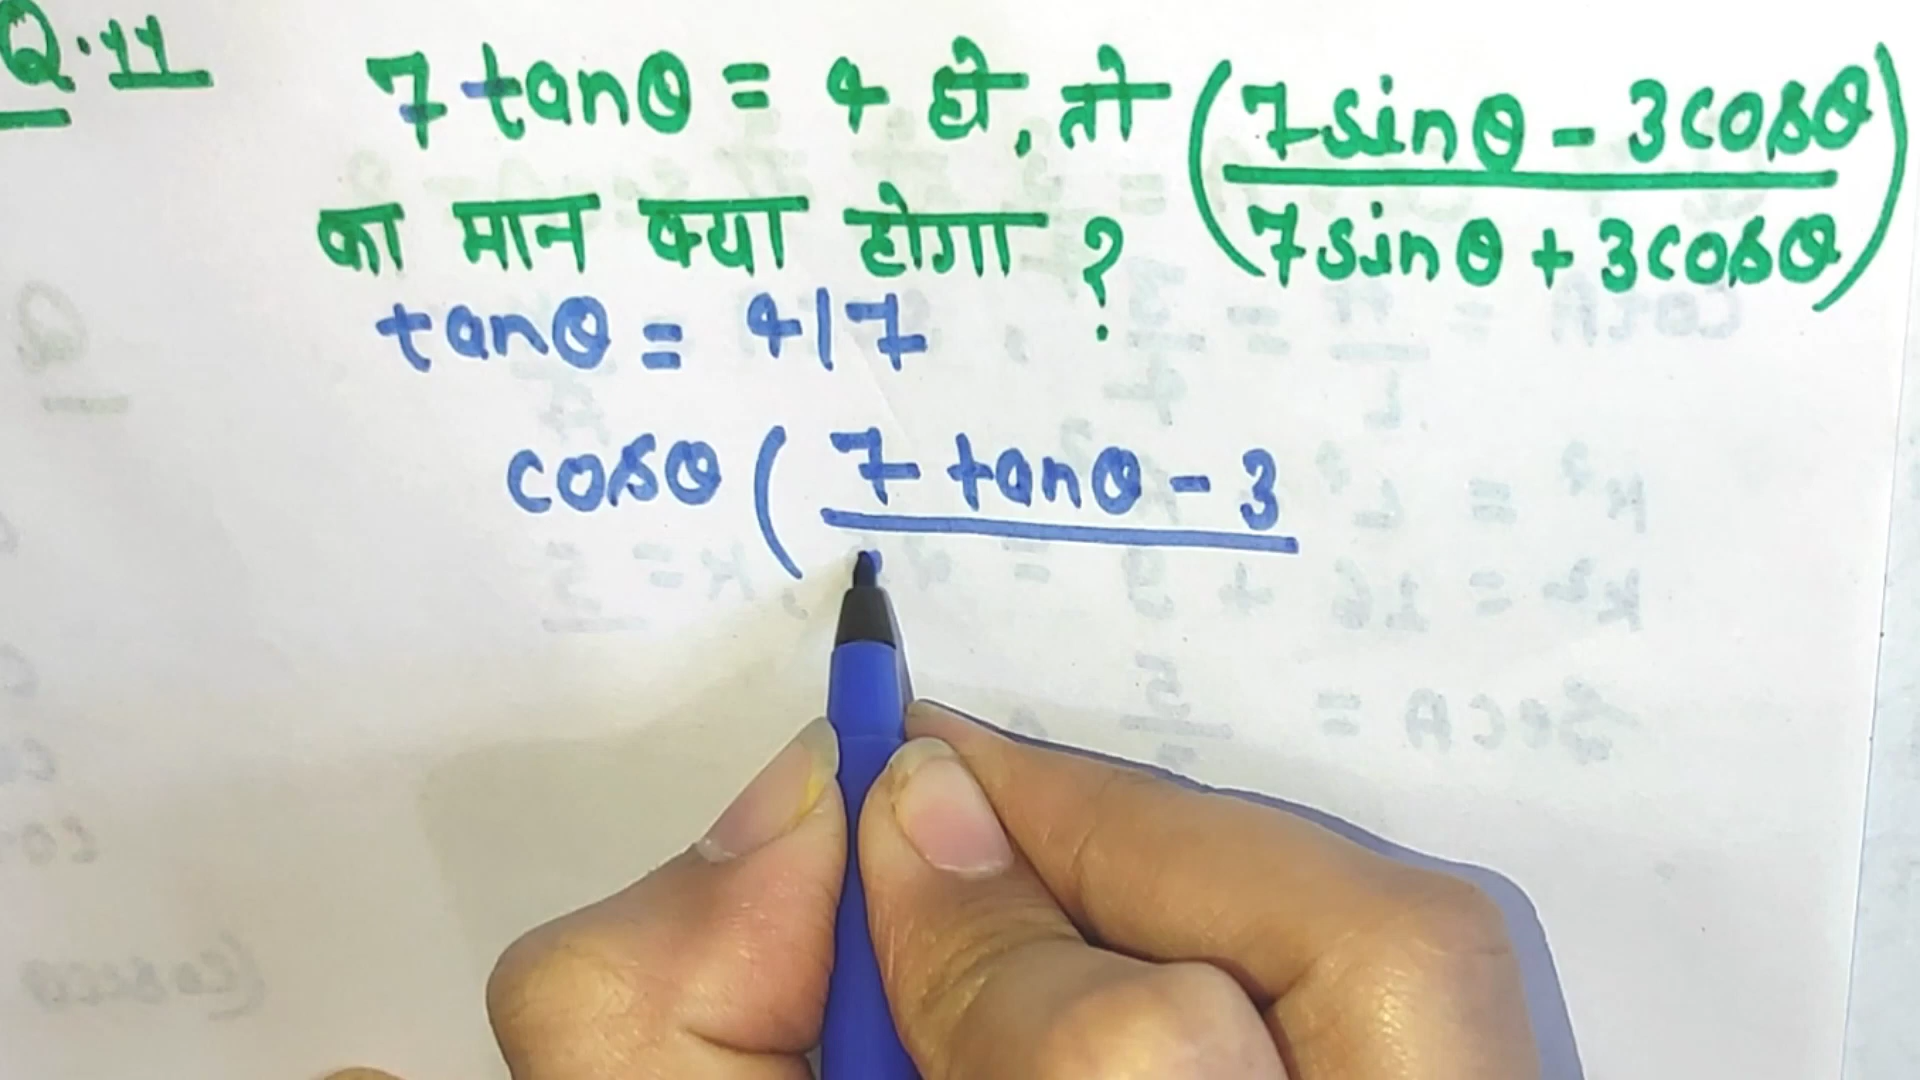 Q.11
7 tanθ = 4 हो, तो (7sinθ - 3cosθ / 7sinθ + 3cosθ)
का मान क्या होगा ?
tanθ = 4/7
cosθ ( 7 tanθ - 3